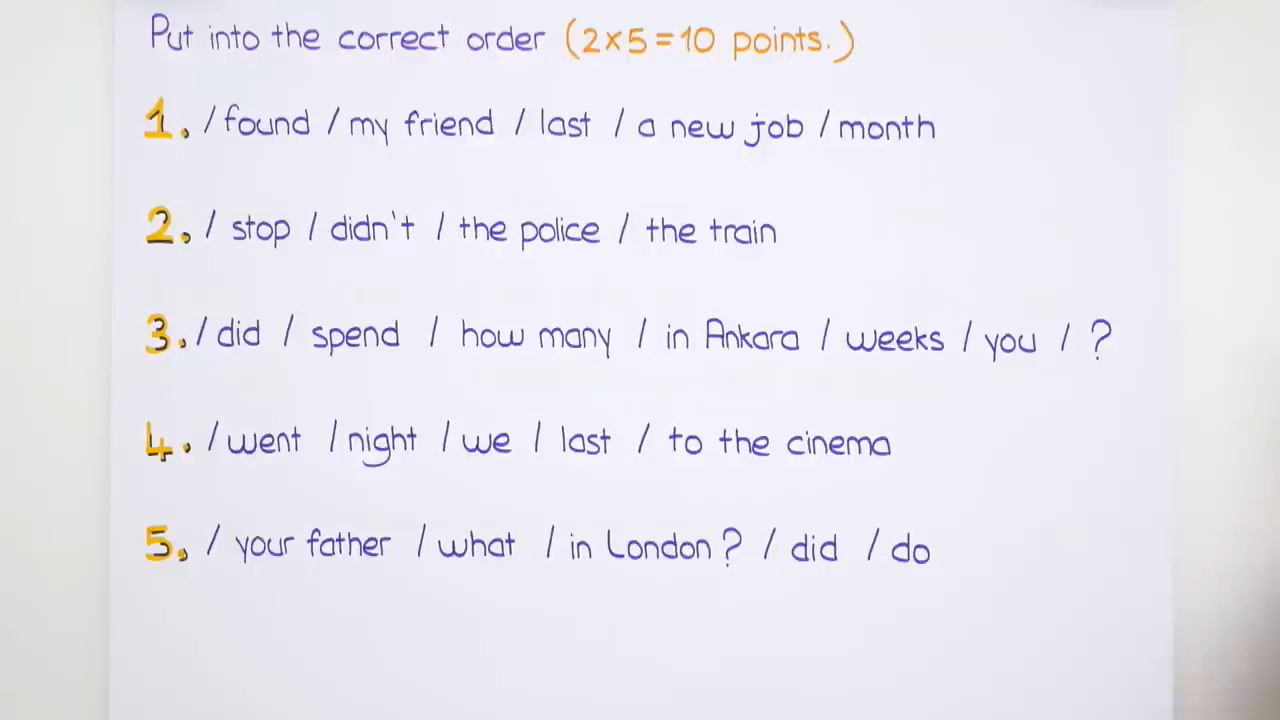 Put into the correct order (2x5=10 points.)
1. / found / my friend / last / a new job / month
2. / stop / didn't / the police / the train
3. / did / spend / how many / in Ankara / weeks / you / ?
4. / went / night / we / last / to the cinema
5. / your father / what / in London? / did / do